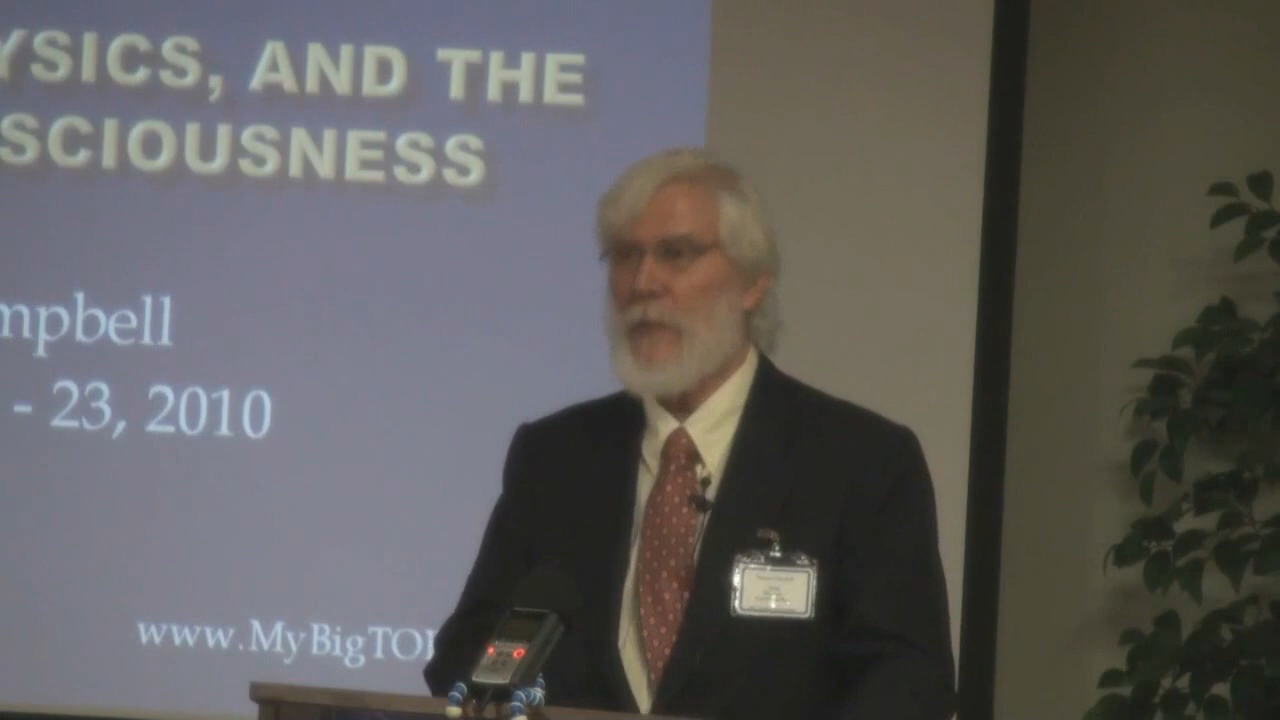 YSICS, AND THE
SCIOUSNESS
mpbell
- 23, 2010
www.MyBigTO